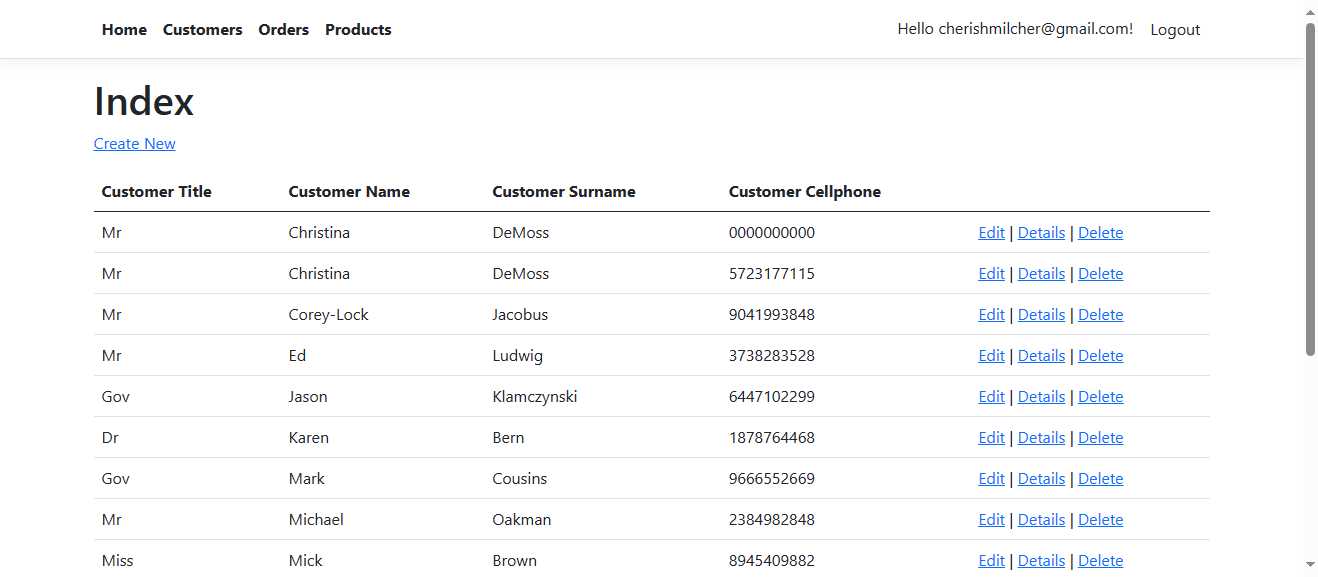 Home Customers Orders Products Hello cherishmilcher@gmail.com! Logout
Index
Create New
Customer Title Customer Name Customer Surname Customer Cellphone
Mr Christina DeMoss 0000000000 Edit | Details | Delete
Mr Christina DeMoss 5723177115 Edit | Details | Delete
Mr Corey-Lock Jacobus 9041993848 Edit | Details | Delete
Mr Ed Ludwig 3738283528 Edit | Details | Delete
Gov Jason Klamczynski 6447102299 Edit | Details | Delete
Dr Karen Bern 1878764468 Edit | Details | Delete
Gov Mark Cousins 9666552669 Edit | Details | Delete
Mr Michael Oakman 2384982848 Edit | Details | Delete
Miss Mick Brown 8945409882 Edit | Details | Delete